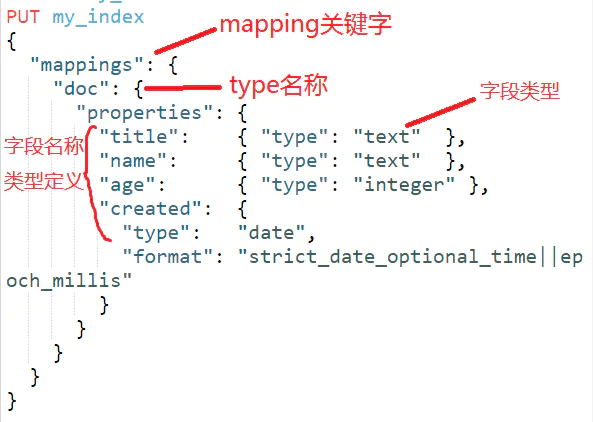 PUT my_index
{
mapping关键字
"mappings": {
"doc": {
type名称
"properties": {
字段类型
字段名称
类型定义
"title": { "type": "text" },
"name": { "type": "text" },
"age": { "type": "integer" },
"created": {
"type": "date",
"format": "strict_date_optional_time||ep
och_millis"
}
}
}
}
}